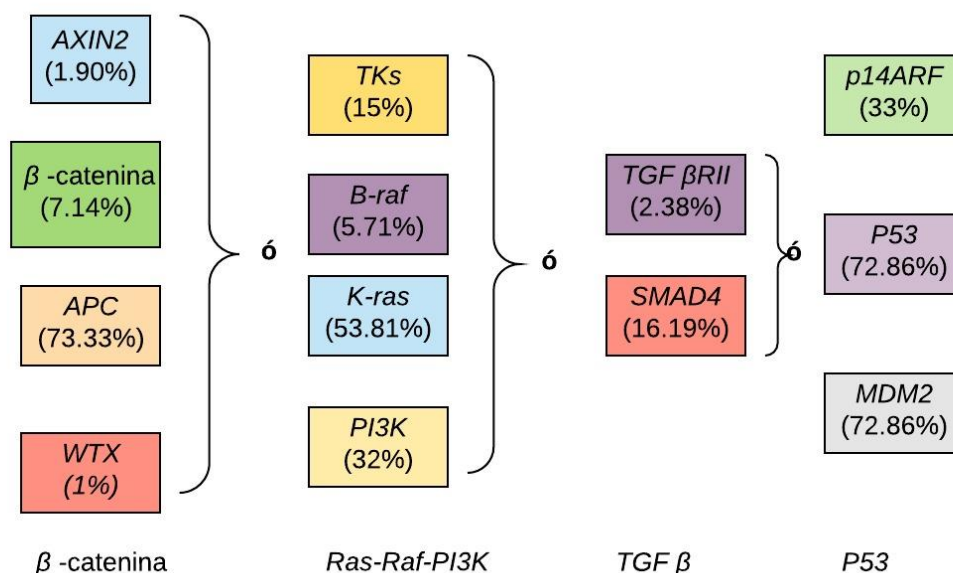 AXIN2
(1.90%)
β -catenina
(7.14%)
APC
(73.33%)
WTX
(1%)
β -catenina
ó
TKs
(15%)
B-raf
(5.71%)
K-ras
(53.81%)
PI3K
(32%)
Ras-Raf-PI3K
ó
TGF βRII
(2.38%)
SMAD4
(16.19%)
TGF β
ó
p14ARF
(33%)
P53
(72.86%)
MDM2
(72.86%)
P53